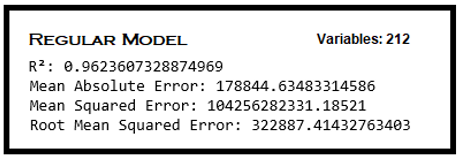 Regular Model
Variables: 212
R²: 0.9623607328874969
Mean Absolute Error: 178844.63483314586
Mean Squared Error: 104256282331.18521
Root Mean Squared Error: 322887.41432763403